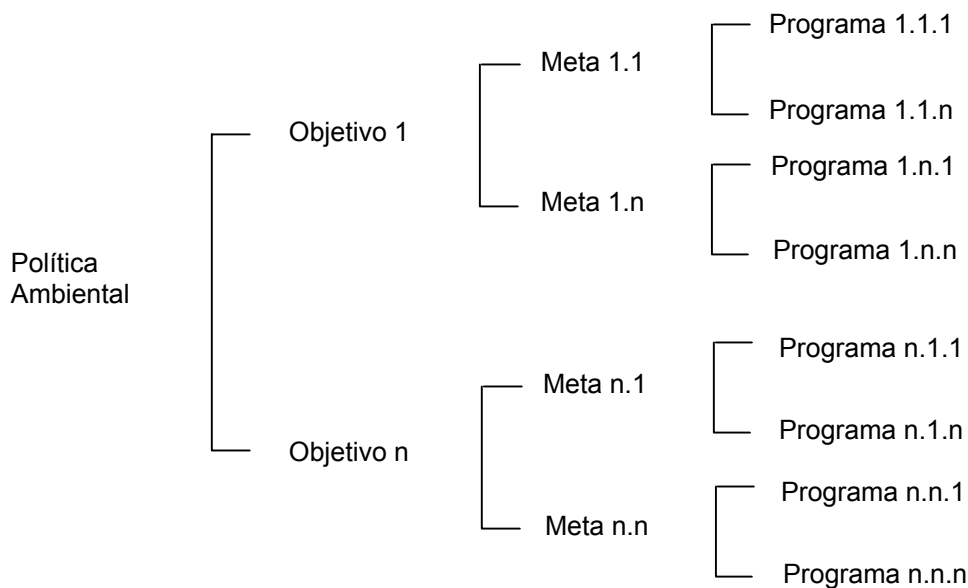 Política
Ambiental
Objetivo 1
Meta 1.1
Programa 1.1.1
Programa 1.1.n
Meta 1.n
Programa 1.n.1
Programa 1.n.n
Objetivo n
Meta n.1
Programa n.1.1
Programa n.1.n
Meta n.n
Programa n.n.1
Programa n.n.n